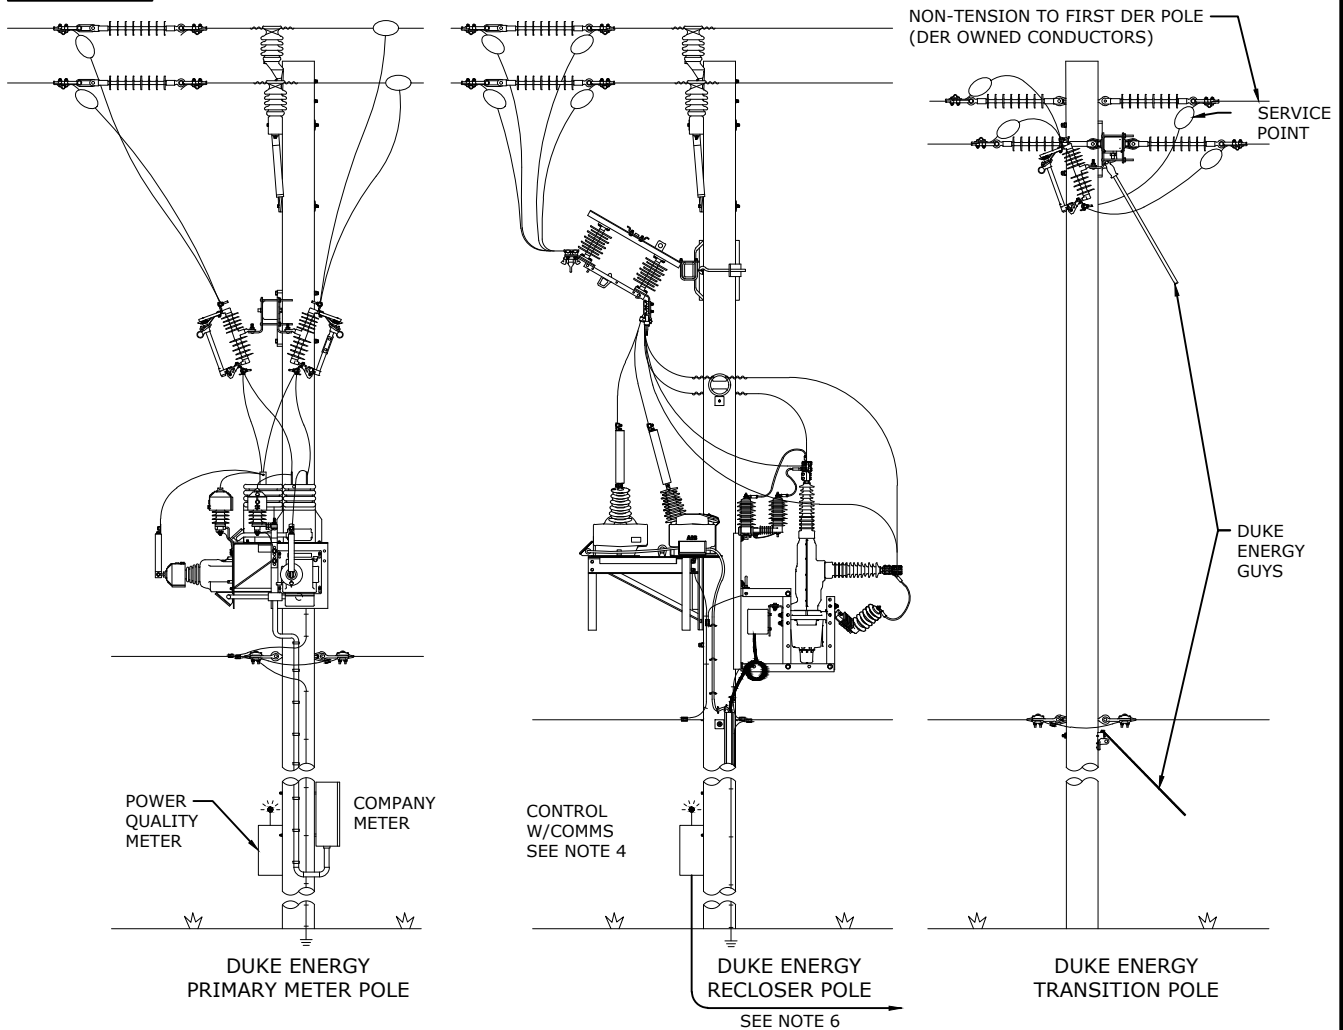 NON-TENSION TO FIRST DER POLE
(DER OWNED CONDUCTORS)
SERVICE
POINT
DUKE
ENERGY
GUYS
POWER
QUALITY
METER
COMPANY
METER
CONTROL
W/COMMS
SEE NOTE 4
DUKE ENERGY
PRIMARY METER POLE
DUKE ENERGY
RECLOSER POLE
DUKE ENERGY
TRANSITION POLE
SEE NOTE 6